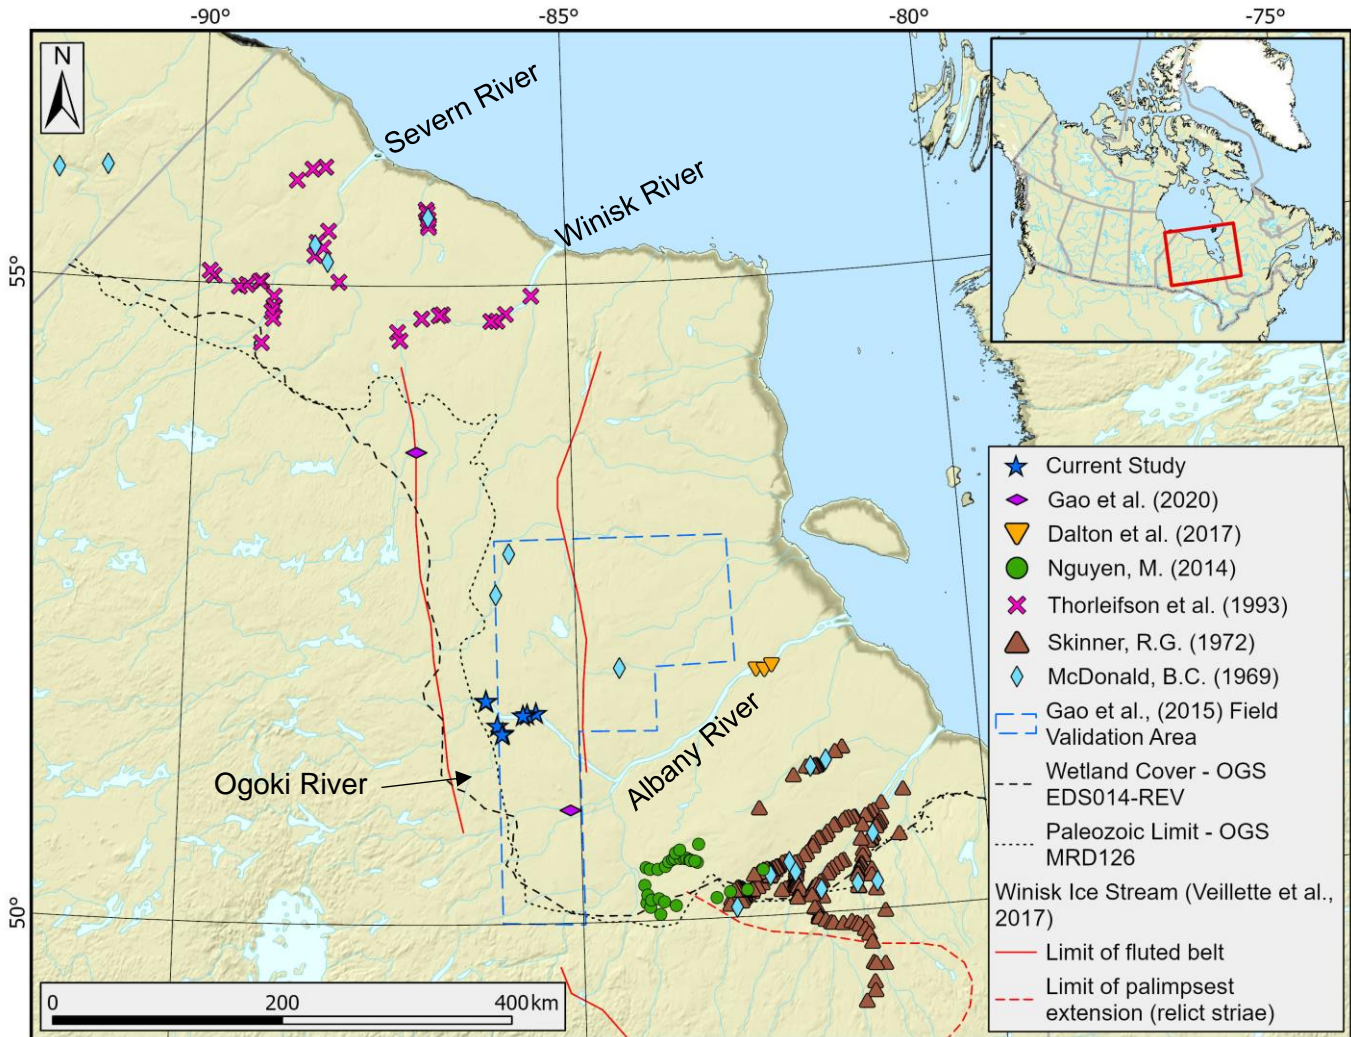 -90°
-85°
-80°
-75°
N
Severn River
Winisk River
55°
Current Study
Gao et al. (2020)
Dalton et al. (2017)
Nguyen, M. (2014)
Thorleifson et al. (1993)
Skinner, R.G. (1972)
McDonald, B.C. (1969)
Gao et al., (2015) Field
Validation Area
Wetland Cover - OGS
EDS014-REV
Paleozoic Limit - OGS
MRD126
Winisk Ice Stream (Veillette et al.,
2017)
Limit of fluted belt
Limit of palimpsest
extension (relict striae)
Albany River
Ogoki River
50°
0
200
400 km